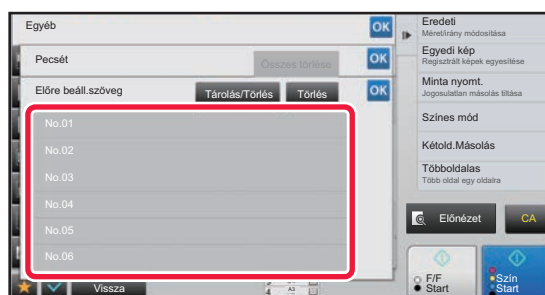 Egyéb
OK
Pecsét
Összes törlése
OK
Előre beáll.szöveg
Tárolás/Törlés
Törlés
OK
No.01
No.02
No.03
No.04
No.05
No.06
Vissza
A3
Eredeti
Méret/irány módosítása
Egyedi kép
Regisztrált képek egyesítése
Minta nyomt.
Jogosulatlan másolás tiltása
Színes mód
Kétold.Másolás
Többoldalas
Több oldal egy oldalra
Előnézet
CA
F/F
Start
Szín
Start